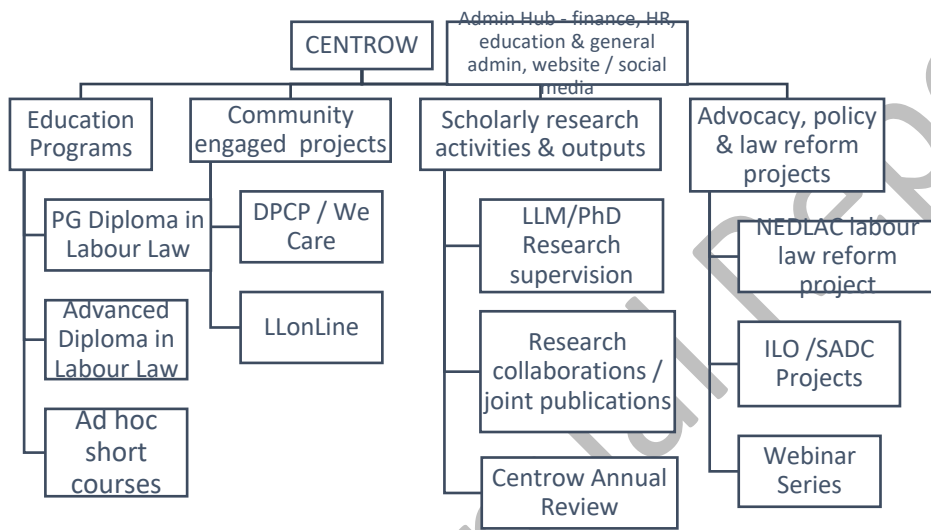 CENTROW
Admin Hub - finance, HR,
education & general
admin, website / social
media
Education
Programs
PG Diploma in
Labour Law
Advanced
Diploma in
Labour Law
Ad hoc
short
courses
Community
engaged projects
DPCP / We
Care
LLonLine
Scholarly research
activities & outputs
LLM/PhD
Research
supervision
Research
collaborations /
joint publications
Centrow Annual
Review
Advocacy, policy
& law reform
projects
NEDLAC labour
law reform
project
ILO /SADC
Projects
Webinar
Series